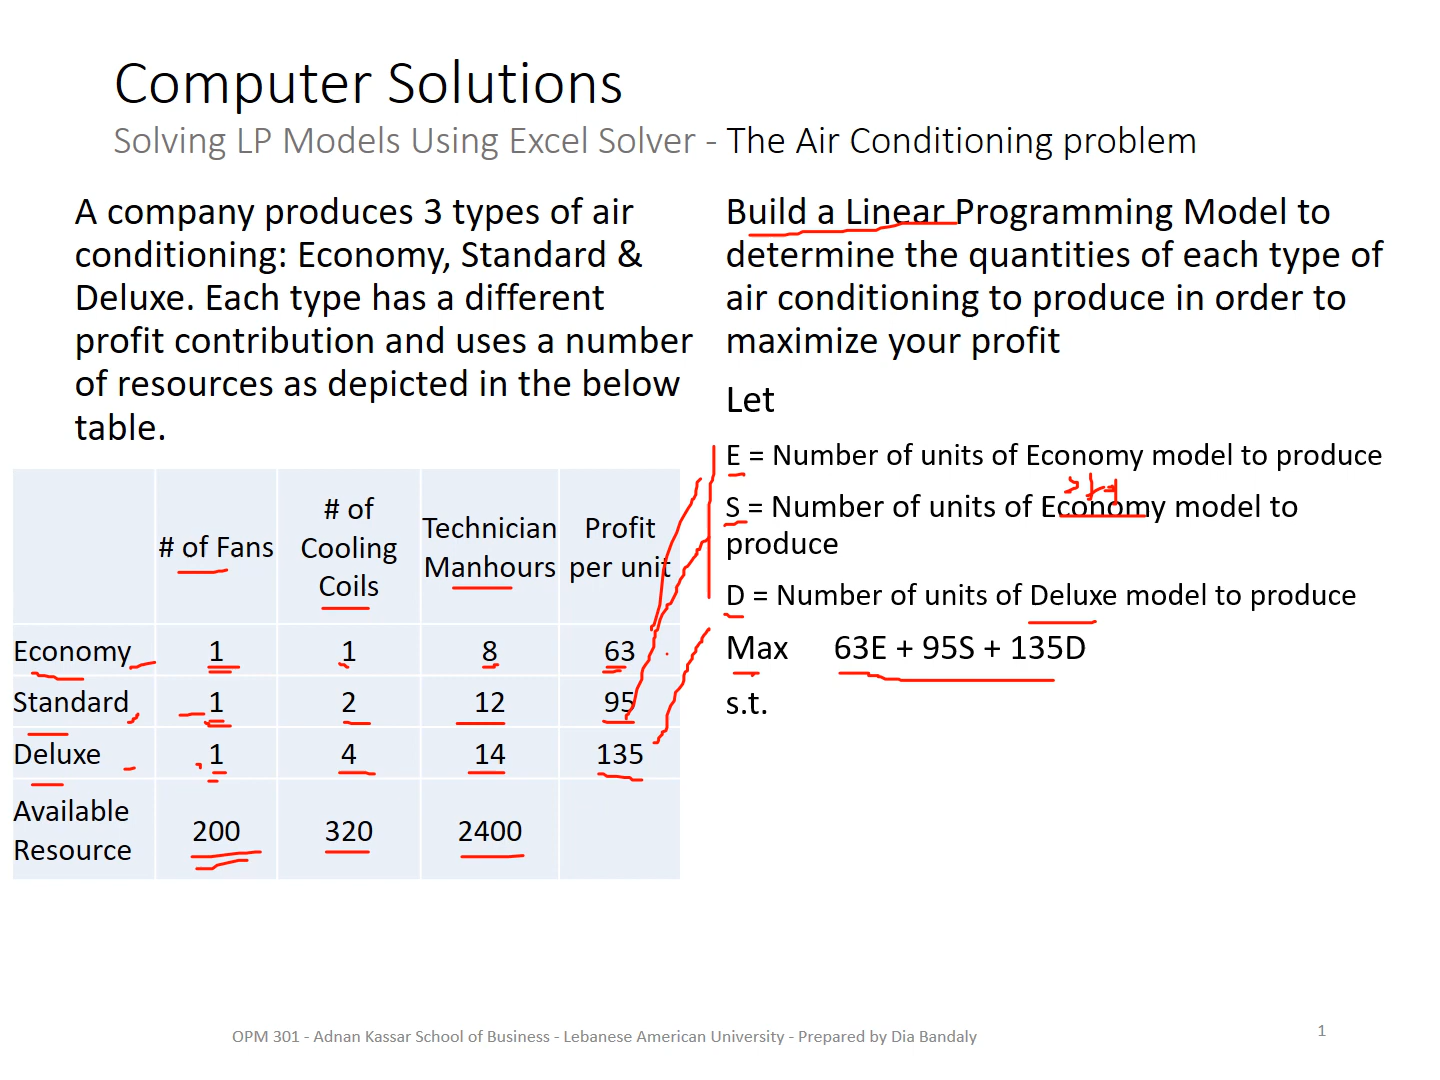 Computer Solutions
Solving LP Models Using Excel Solver - The Air Conditioning problem
A company produces 3 types of air
conditioning: Economy, Standard &
Deluxe. Each type has a different
profit contribution and uses a number
of resources as depicted in the below
table.
# of Fans
# of
Cooling
Coils
Technician
Manhours
Profit
per unit
Economy 1 1 8 63
Standard 1 2 12 95
Deluxe 1 4 14 135
Available
Resource
200 320 2400
Build a Linear Programming Model to
determine the quantities of each type of
air conditioning to produce in order to
maximize your profit
Let
E = Number of units of Economy model to produce
S = Number of units of Economy model to
produce
D = Number of units of Deluxe model to produce
Max 63E + 95S + 135D
s.t.
OPM 301 - Adnan Kassar School of Business - Lebanese American University - Prepared by Dia Bandaly
1